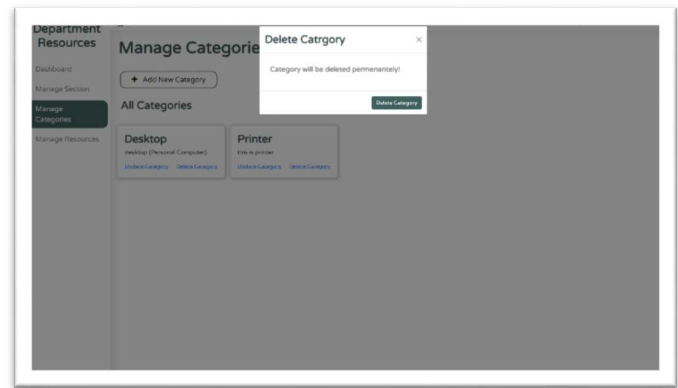 Department
Resources
Dashboard
Manage Section
Manage
Categories
Manage Resources
Manage Categorie
+ Add New Category
All Categories
Desktop
desktop (Personal Computer)
Update Category Delete Category
Printer
this is printer
Update Category Delete Category
Delete Catrgory ×
Category will be deleted permenantely!
Delete Category